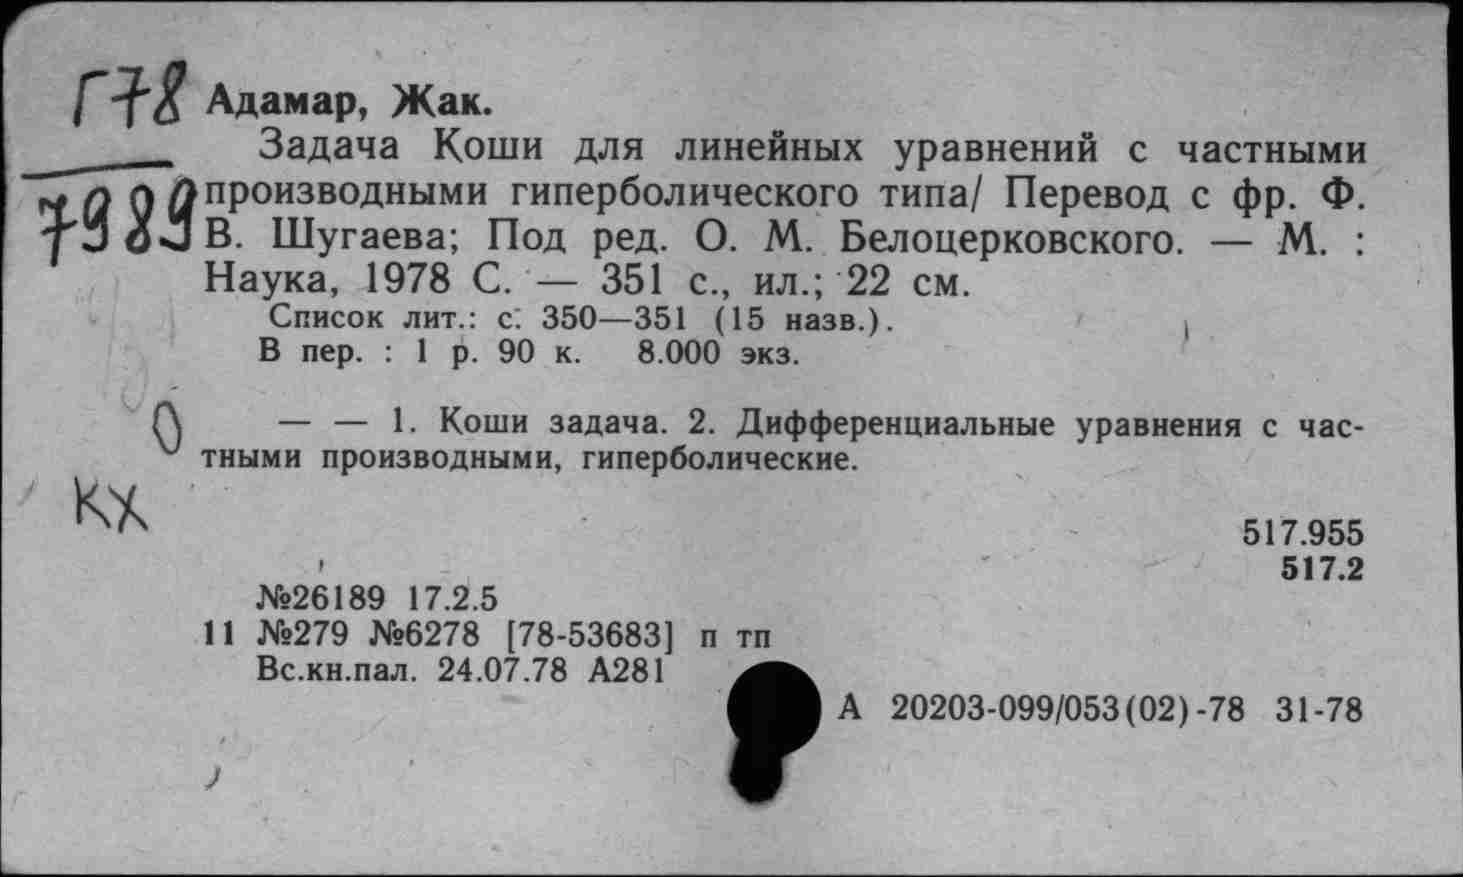 Г78 Адамар, Жак.
Задача Коши для линейных уравнений с частными
7989 производными гиперболического типа/ Перевод с фр. Ф.
В. Шугаева; Под ред. О. М. Белоцерковского. — М. :
Наука, 1978 С. — 351 с., ил.; 22 см.
Список лит.: с. 350—351 (15 назв.).
В пер. : 1 р. 90 к. 8.000 экз.
— — 1. Коши задача. 2. Дифференциальные уравнения с час-
тными производными, гиперболические.
КХ
517.955
517.2
№26189 17.2.5
11 №279 №6278 [78-53683] п тп
Вс.кн.пал. 24.07.78 А281
А 20203-099/053(02)-78 31-78